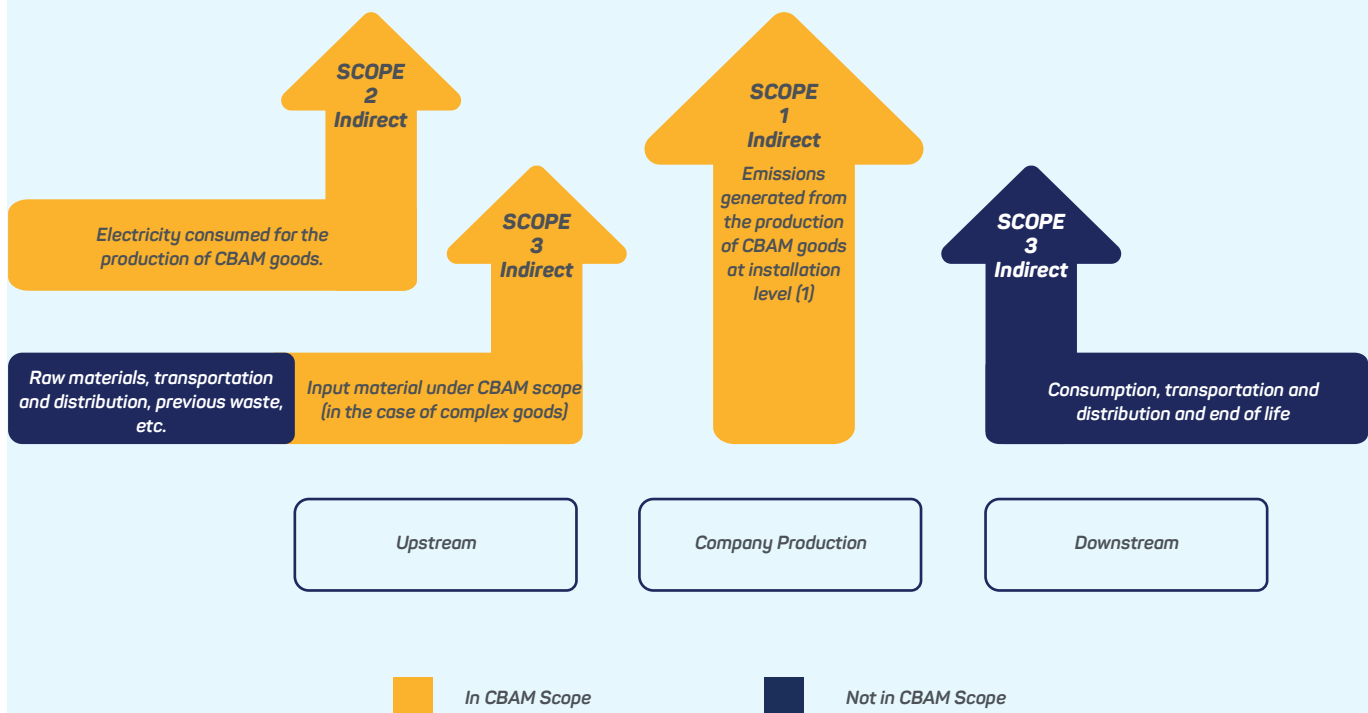 SCOPE
2
Indirect
Electricity consumed for the
production of CBAM goods.
SCOPE
3
Indirect
Raw materials, transportation
and distribution, previous waste,
etc.
Input material under CBAM scope
(in the case of complex goods)
SCOPE
1
Indirect
Emissions
generated from
the production
of CBAM goods
at installation
level (1)
SCOPE
3
Indirect
Consumption, transportation and
distribution and end of life
Upstream
Company Production
Downstream
In CBAM Scope
Not in CBAM Scope